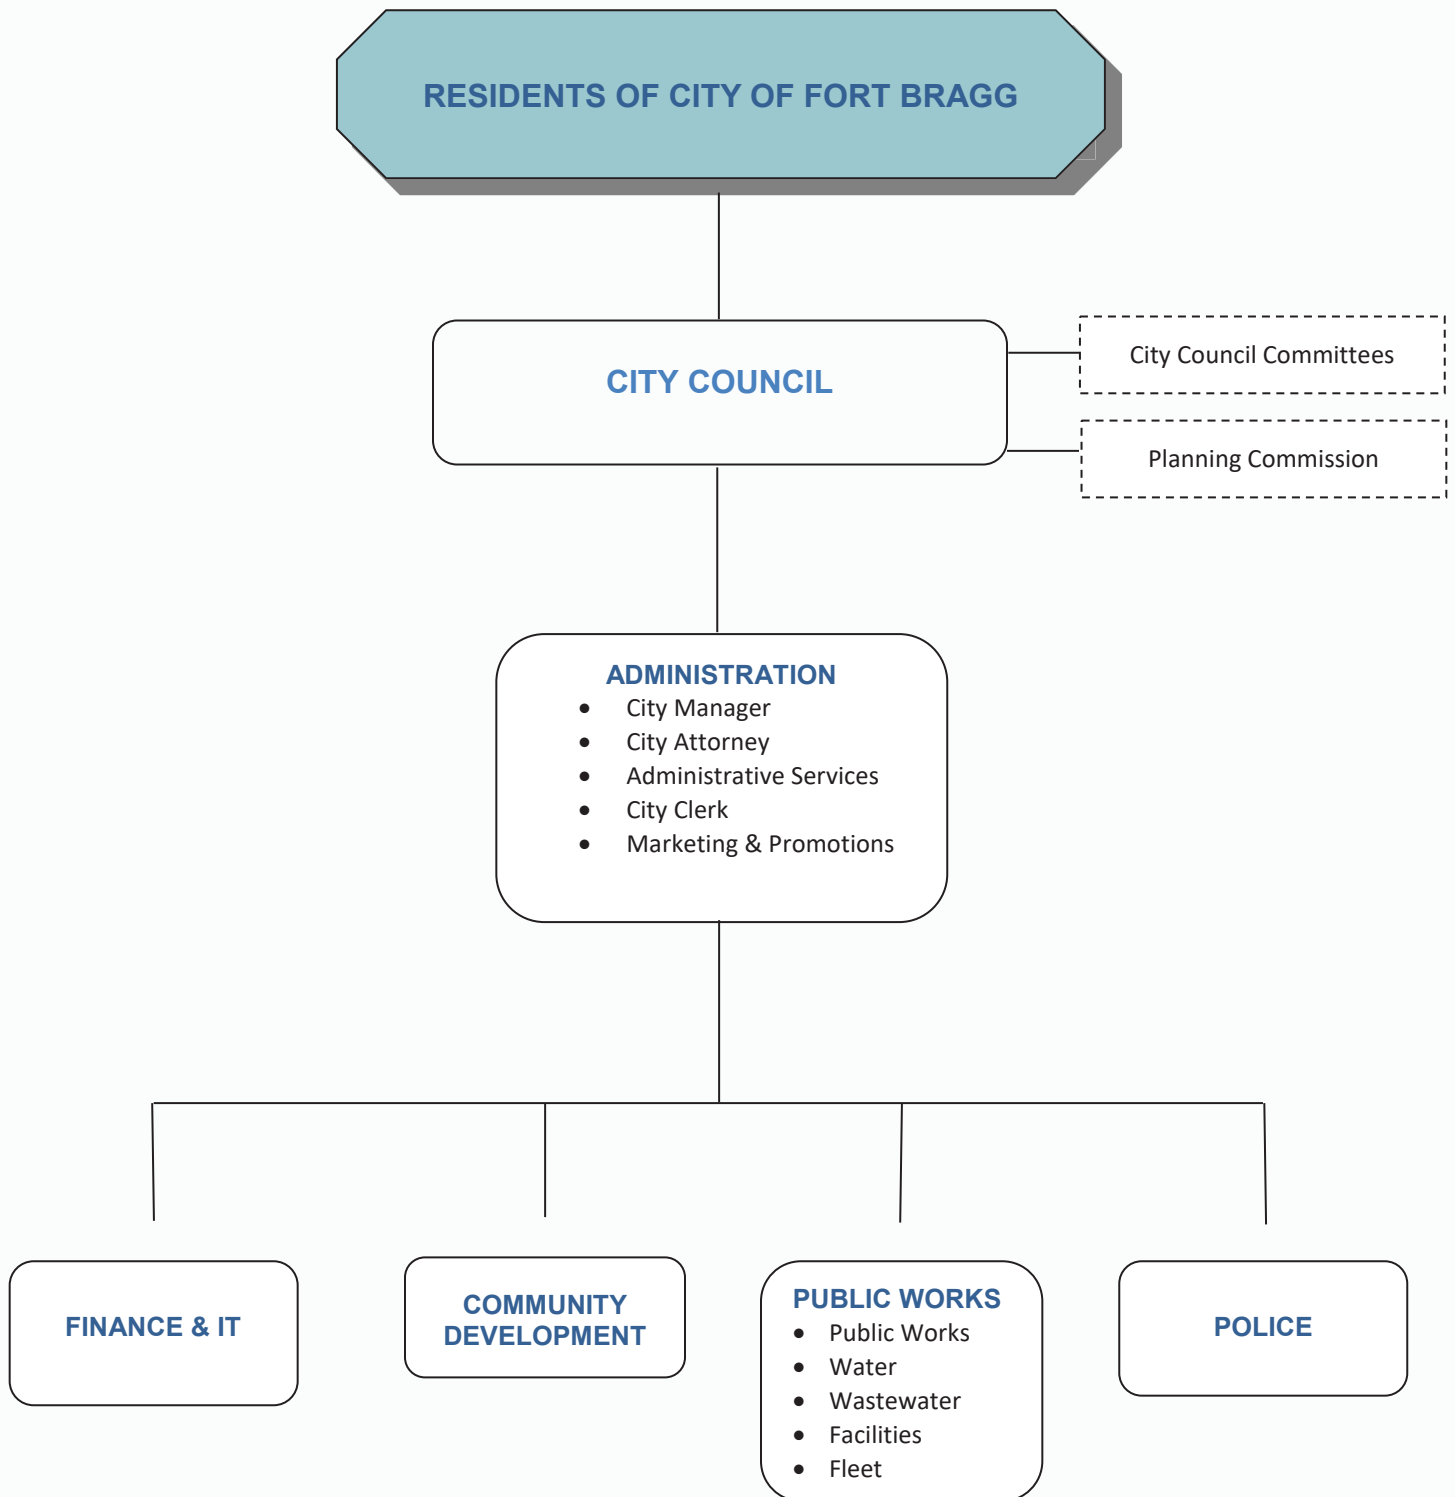 RESIDENTS OF CITY OF FORT BRAGG
CITY COUNCIL
City Council Committees
Planning Commission
ADMINISTRATION
• City Manager
• City Attorney
• Administrative Services
• City Clerk
• Marketing & Promotions
FINANCE & IT
COMMUNITY
DEVELOPMENT
PUBLIC WORKS
• Public Works
• Water
• Wastewater
• Facilities
• Fleet
POLICE